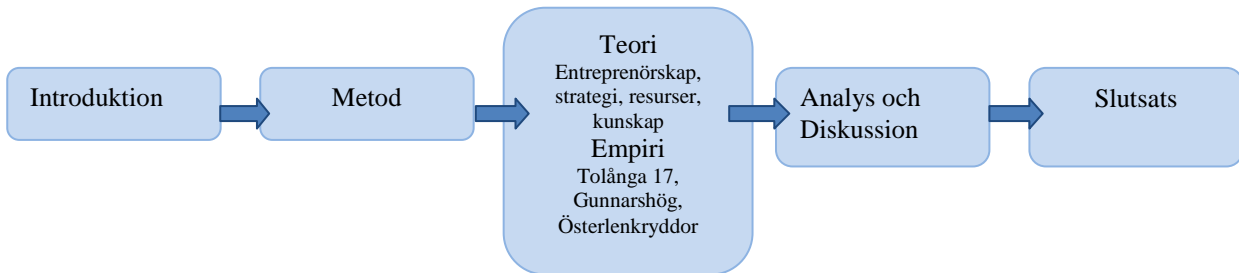 Introduktion
Metod
Teori
Entreprenörskap,
strategi, resurser,
kunskap
Empiri
Tolånga 17,
Gunnarshög,
Österlenkryddor
Analys och
Diskussion
Slutsats